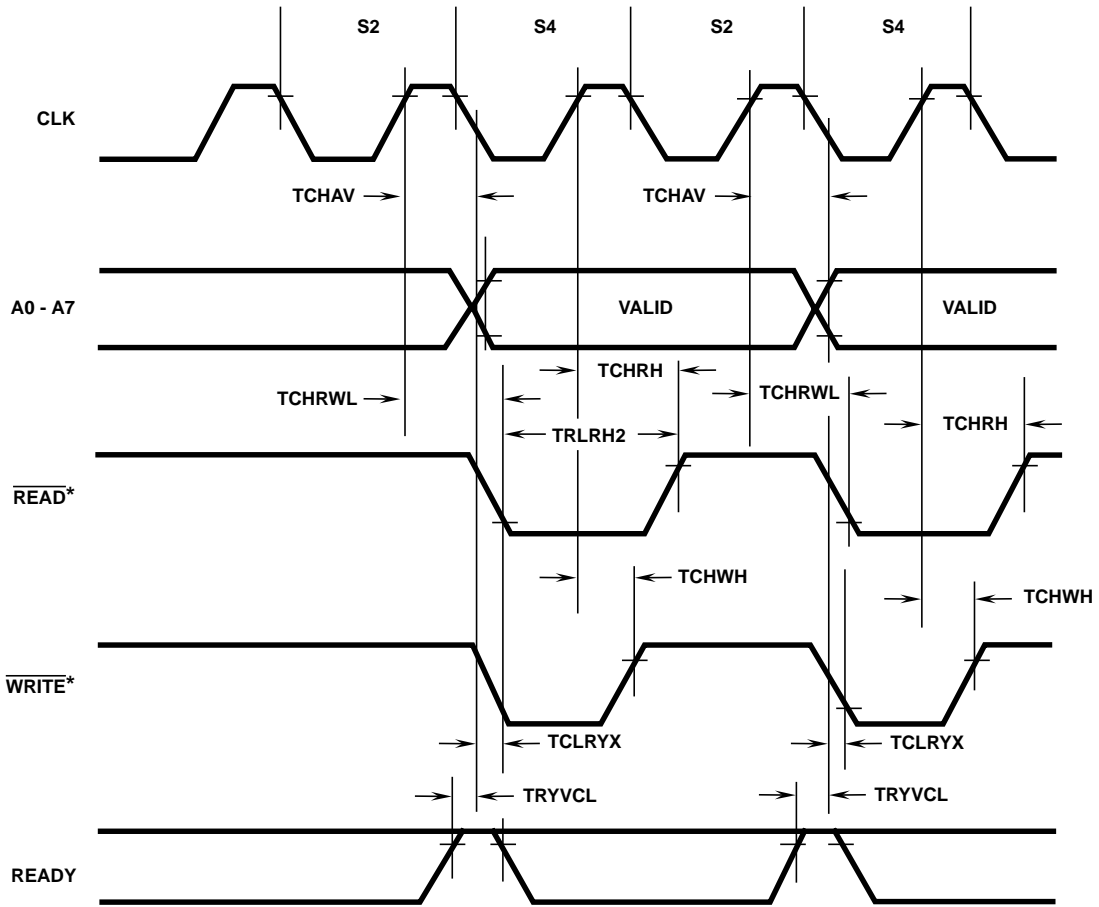 S2 S4 S2 S4
CLK
TCHAV TCHAV
A0 - A7 VALID VALID
TCHRH
TCHRWL TCHRWL
TCHRH
TRLRH2
READ*
TCHWH
TCHWH
WRITE*
TCLRYX TCLRYX
TRYVCL TRYVCL
READY